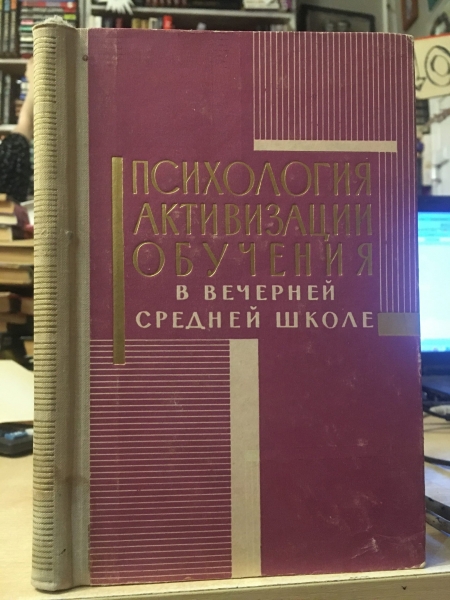 ПСИХОЛОГИЯ
АКТИВИЗАЦИИ
ОБУЧЕНИЯ
В ВЕЧЕРНЕЙ
СРЕДНЕЙ ШКОЛЕ